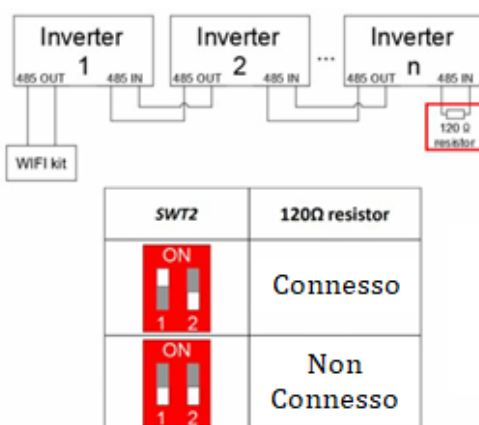 Inverter 1
485 OUT 485 IN
Inverter 2
485 OUT 485 IN
...
Inverter n
485 OUT 485 IN
120 Ω resistor
WIFI kit
SWT2 120Ω resistor
ON
1 2
Connesso
ON
1 2
Non
Connesso